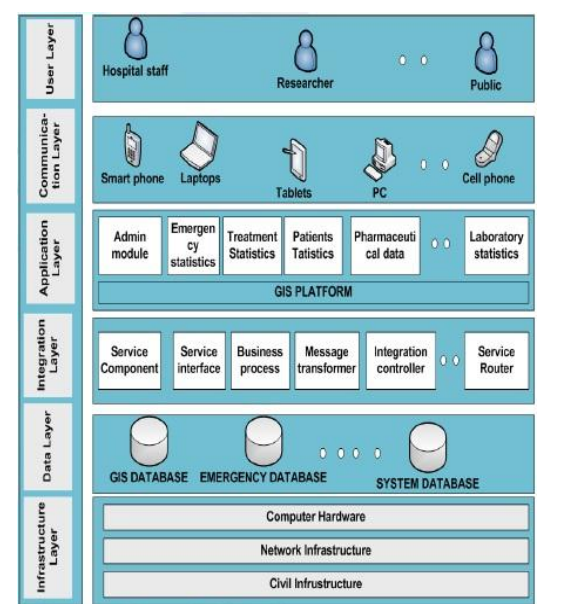 User Layer
Hospital staff
Researcher
Public
Communica-
tion Layer
Smart phone
Laptops
Tablets
PC
Cell phone
Application
Layer
Admin
module
Emergen
cy
statistics
Treatment
Statistics
Patients
Tatistics
Pharmaceuti
cal data
Laboratory
statistics
GIS PLATFORM
Integration
Layer
Service
Component
Service
interface
Business
process
Message
transformer
Integration
controller
Service
Router
Data Layer
GIS DATABASE
EMERGENCY DATABASE
SYSTEM DATABASE
Infrastructure
Layer
Computer Hardware
Network Infrastructure
Civil Infrustructure